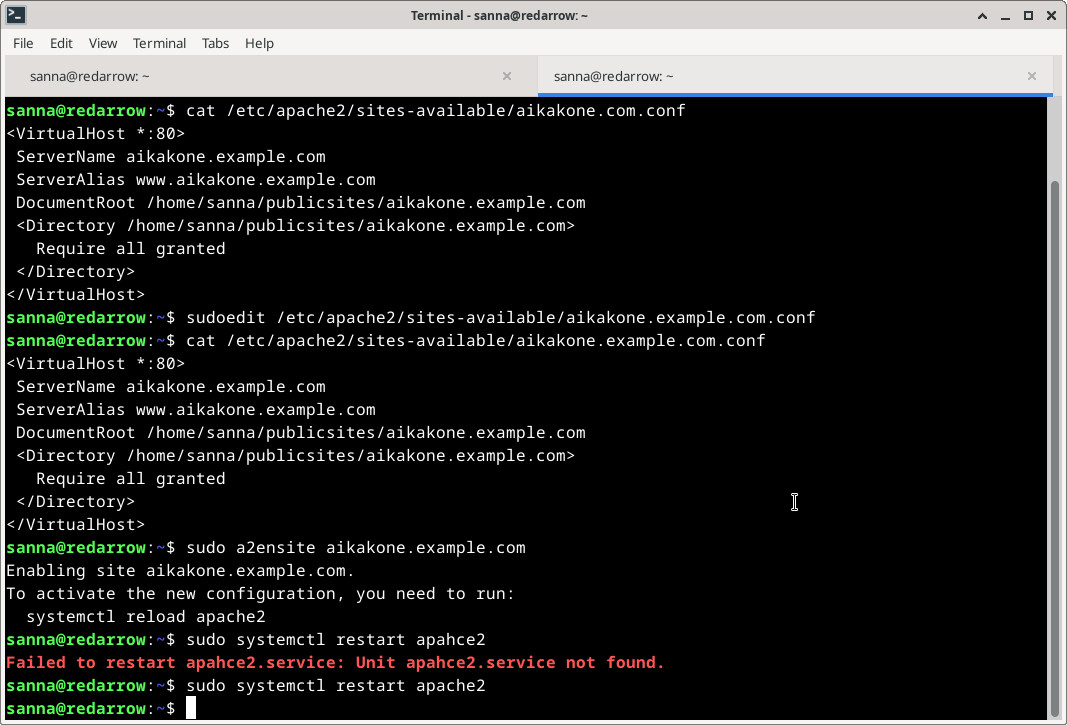 Terminal - sanna@redarrow: ~
File Edit View Terminal Tabs Help
sanna@redarrow: ~ × sanna@redarrow: ~ ×
sanna@redarrow:~$ cat /etc/apache2/sites-available/aikakone.com.conf
<VirtualHost *:80>
 ServerName aikakone.example.com
 ServerAlias www.aikakone.example.com
 DocumentRoot /home/sanna/publicsites/aikakone.example.com
 <Directory /home/sanna/publicsites/aikakone.example.com>
   Require all granted
 </Directory>
</VirtualHost>
sanna@redarrow:~$ sudoedit /etc/apache2/sites-available/aikakone.example.com.conf
sanna@redarrow:~$ cat /etc/apache2/sites-available/aikakone.example.com.conf
<VirtualHost *:80>
 ServerName aikakone.example.com
 ServerAlias www.aikakone.example.com
 DocumentRoot /home/sanna/publicsites/aikakone.example.com
 <Directory /home/sanna/publicsites/aikakone.example.com>
   Require all granted
 </Directory>
</VirtualHost>
sanna@redarrow:~$ sudo a2ensite aikakone.example.com
Enabling site aikakone.example.com.
To activate the new configuration, you need to run:
  systemctl reload apache2
sanna@redarrow:~$ sudo systemctl restart apahce2
Failed to restart apahce2.service: Unit apahce2.service not found.
sanna@redarrow:~$ sudo systemctl restart apache2
sanna@redarrow:~$